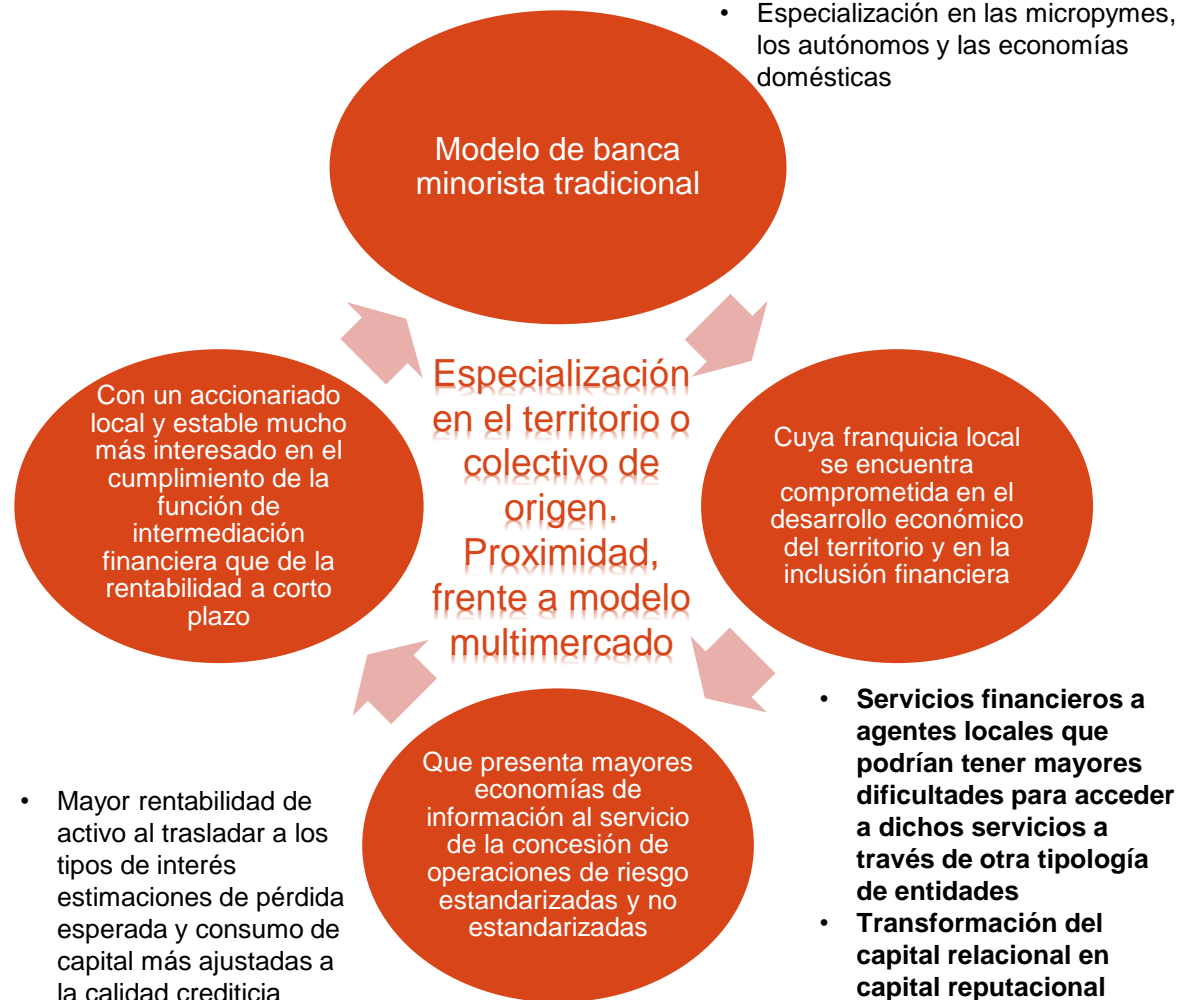 • Especialización en las micropymes,
los autónomos y las economías
domésticas
Modelo de banca
minorista tradicional
Con un accionariado
local y estable mucho
más interesado en el
cumplimiento de la
función de
intermediación
financiera que de la
rentabilidad a corto
plazo
Especialización
en el territorio o
colectivo de
origen.
Proximidad,
frente a modelo
multimercado
Cuya franquicia local
se encuentra
comprometida en el
desarrollo económico
del territorio y en la
inclusión financiera
Que presenta mayores
economías de
información al servicio
de la concesión de
operaciones de riesgo
estandarizadas y no
estandarizadas
• Mayor rentabilidad de
activo al trasladar a los
tipos de interés
estimaciones de pérdida
esperada y consumo de
capital más ajustadas a
la calidad crediticia
• Servicios financieros a
agentes locales que
podrían tener mayores
dificultades para acceder
a dichos servicios a
través de otra tipología
de entidades
• Transformación del
capital relacional en
capital reputacional